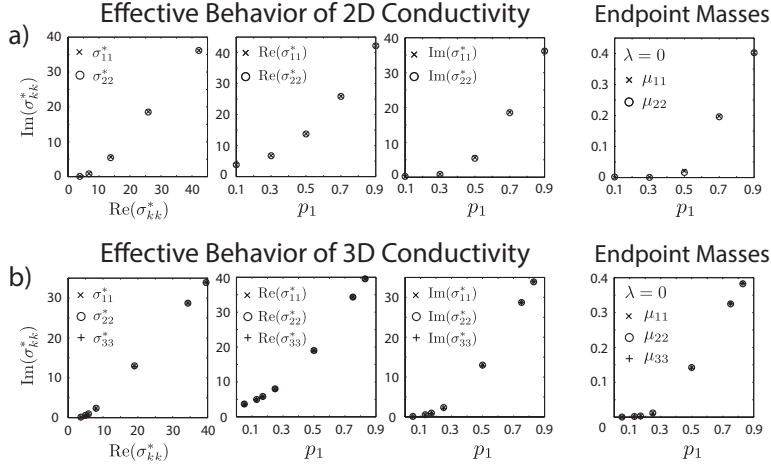 Effective Behavior of 2D Conductivity
Endpoint Masses
a)
40
30
20
10
0
Im(σ*kk)
× σ*11
○ σ*22
0 10 20 30 40
Re(σ*kk)
40
30
20
10
0
× Re(σ*11)
○ Re(σ*22)
0.1 0.3 0.5 0.7 0.9
p1
40
30
20
10
0
× Im(σ*11)
○ Im(σ*22)
0.1 0.3 0.5 0.7 0.9
p1
0.4
0.3
0.2
0.1
0
λ = 0
× μ11
○ μ22
0.1 0.3 0.5 0.7 0.9
p1
Effective Behavior of 3D Conductivity
Endpoint Masses
b)
30
20
10
0
Im(σ*kk)
× σ*11
○ σ*22
+ σ*33
0 10 20 30 40
Re(σ*kk)
40
30
20
10
0
× Re(σ*11)
○ Re(σ*22)
+ Re(σ*33)
0.1 0.3 0.5 0.7 0.9
p1
30
20
10
0
× Im(σ*11)
○ Im(σ*22)
+ Im(σ*33)
0.1 0.3 0.5 0.7 0.9
p1
0.4
0.3
0.2
0.1
0
λ = 0
× μ11
○ μ22
+ μ33
0.1 0.3 0.5 0.7 0.9
p1